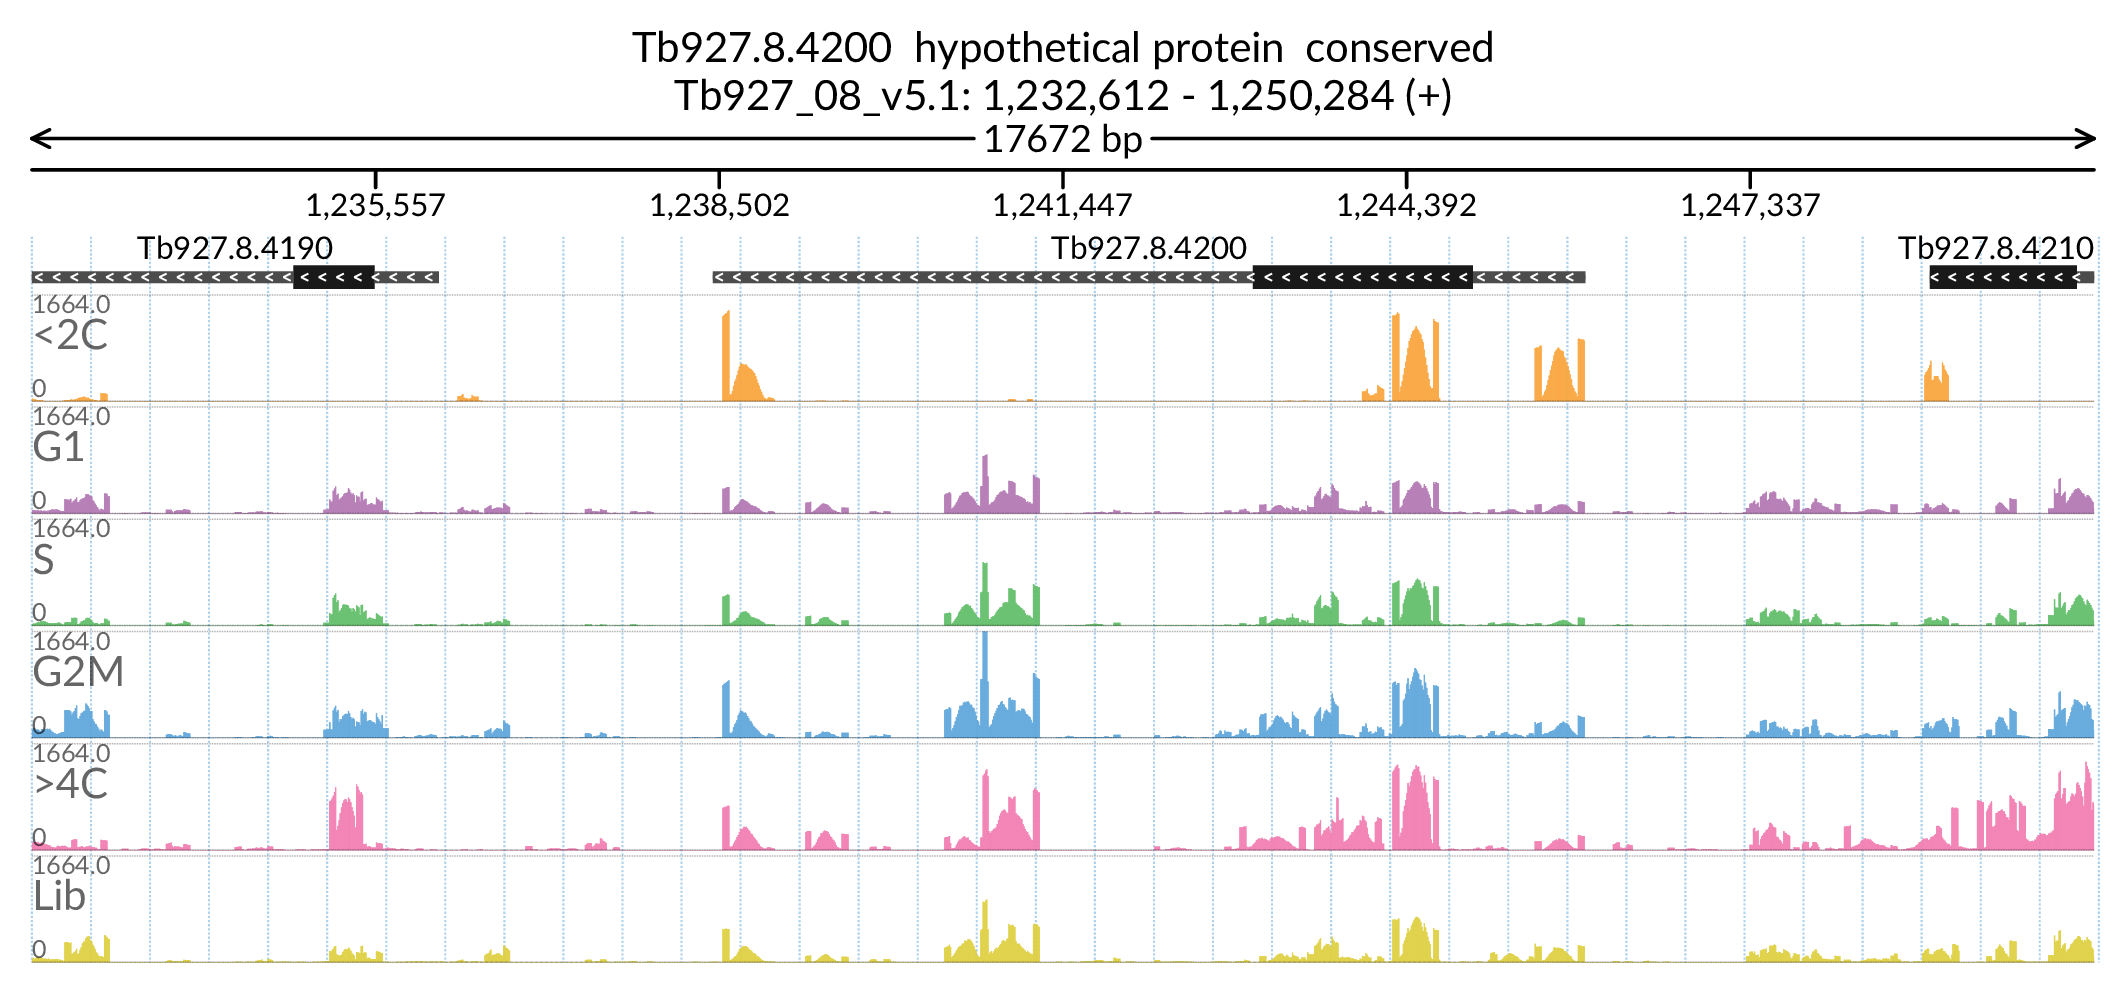 Tb927.8.4200 hypothetical protein conserved
Tb927_08_v5.1: 1,232,612 - 1,250,284 (+)
17672 bp
1,235,557 1,238,502 1,241,447 1,244,392 1,247,337
Tb927.8.4190 Tb927.8.4200 Tb927.8.4210
1664.0
<2C
0
1664.0
G1
0
1664.0
S
0
1664.0
G2M
0
1664.0
>4C
0
1664.0
Lib
0